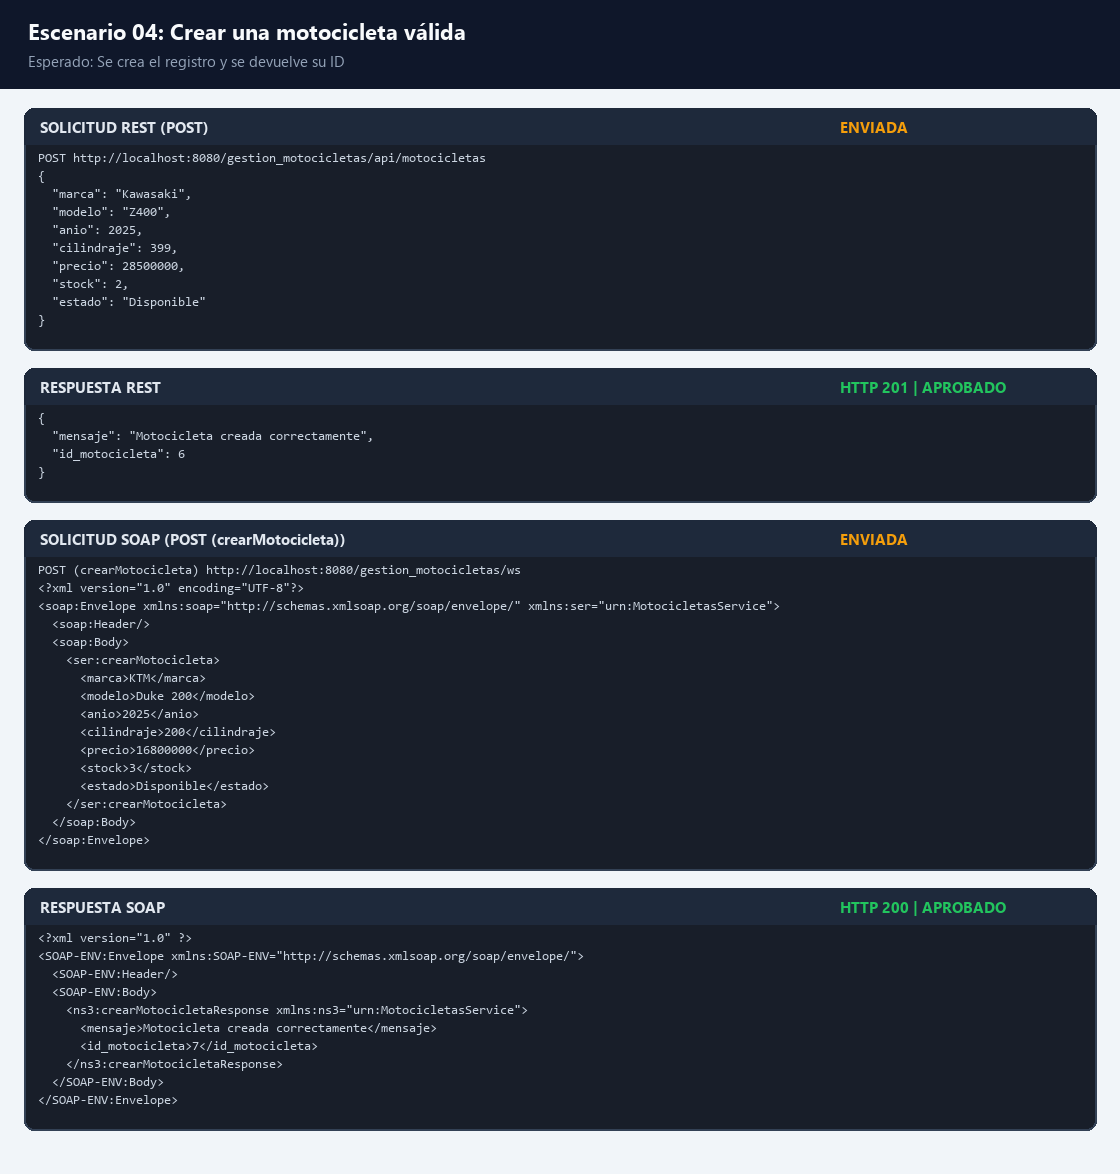 Escenario 04: Crear una motocicleta válida
Esperado: Se crea el registro y se devuelve su ID
SOLICITUD REST (POST) ENVIADA
POST http://localhost:8080/gestion_motocicletas/api/motocicletas
{
  "marca": "Kawasaki",
  "modelo": "Z400",
  "anio": 2025,
  "cilindraje": 399,
  "precio": 28500000,
  "stock": 2,
  "estado": "Disponible"
}
RESPUESTA REST HTTP 201 | APROBADO
{
  "mensaje": "Motocicleta creada correctamente",
  "id_motocicleta": 6
}
SOLICITUD SOAP (POST (crearMotocicleta)) ENVIADA
POST (crearMotocicleta) http://localhost:8080/gestion_motocicletas/ws
<?xml version="1.0" encoding="UTF-8"?>
<soap:Envelope xmlns:soap="http://schemas.xmlsoap.org/soap/envelope/" xmlns:ser="urn:MotocicletasService">
  <soap:Header/>
  <soap:Body>
    <ser:crearMotocicleta>
      <marca>KTM</marca>
      <modelo>Duke 200</modelo>
      <anio>2025</anio>
      <cilindraje>200</cilindraje>
      <precio>16800000</precio>
      <stock>3</stock>
      <estado>Disponible</estado>
    </ser:crearMotocicleta>
  </soap:Body>
</soap:Envelope>
RESPUESTA SOAP HTTP 200 | APROBADO
<?xml version="1.0" ?>
<SOAP-ENV:Envelope xmlns:SOAP-ENV="http://schemas.xmlsoap.org/soap/envelope/">
  <SOAP-ENV:Header/>
  <SOAP-ENV:Body>
    <ns3:crearMotocicletaResponse xmlns:ns3="urn:MotocicletasService">
      <mensaje>Motocicleta creada correctamente</mensaje>
      <id_motocicleta>7</id_motocicleta>
    </ns3:crearMotocicletaResponse>
  </SOAP-ENV:Body>
</SOAP-ENV:Envelope>